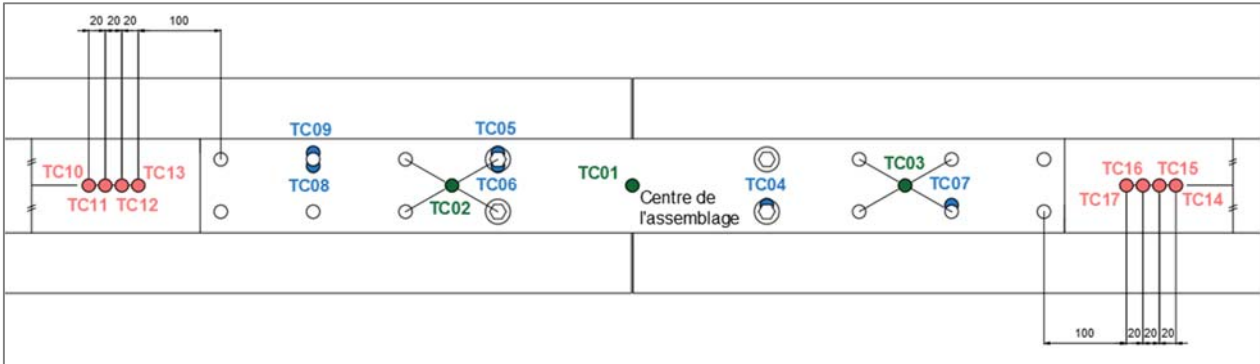 20 20 20 100
TC09 TC05
TC10 TC13 TC01 TC03 TC16 TC15
TC08 TC06 TC04 TC07
TC11 TC12 TC02 TC17 TC14
Centre de
l'assemblage
100 20 20 20